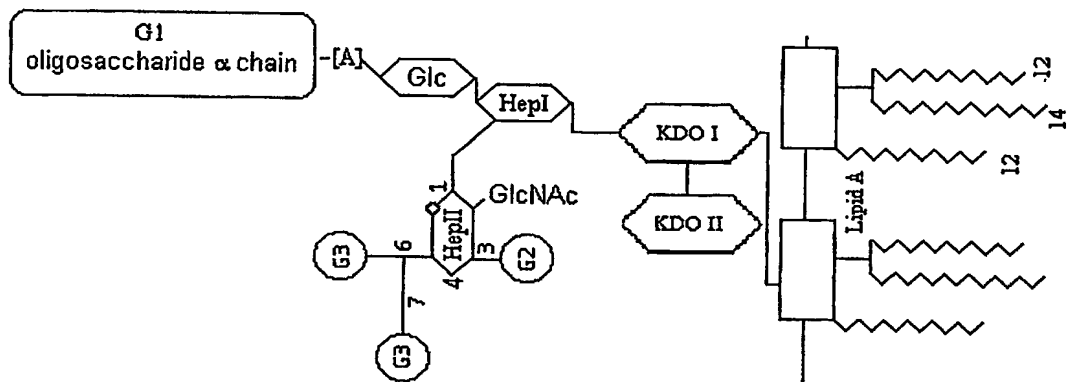 G1
oligosaccharide α chain
[A]
Glc
HepI
KDO I
KDO II
1
GlcNAc
HepII
6
4
3
7
G3
G2
G3
Lipid A
12
14
12